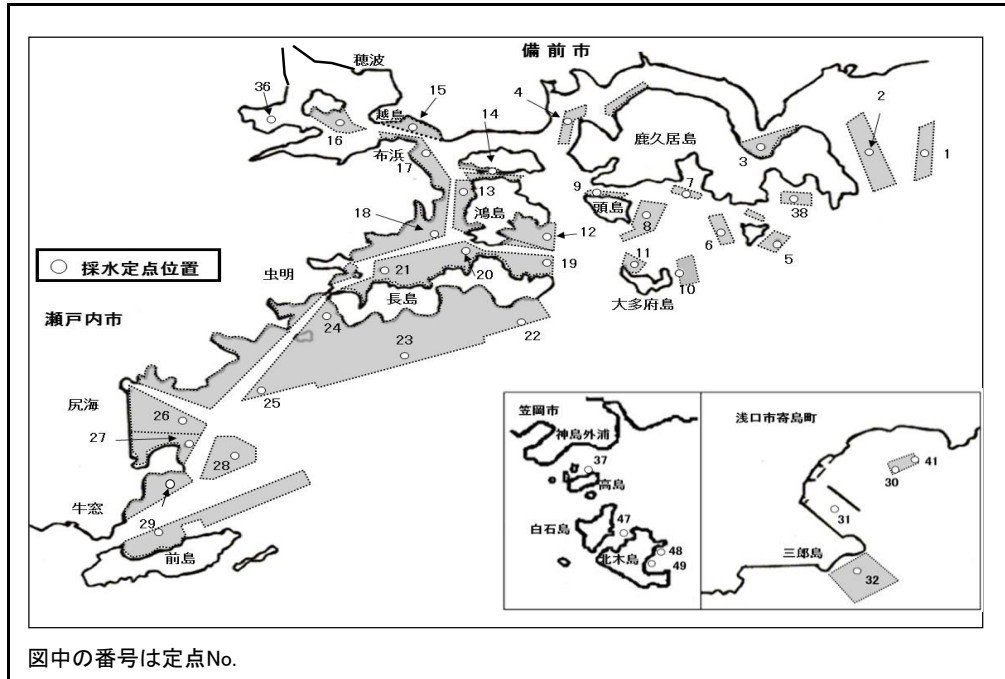 備前市
穂波
36
15
越島
16
布浜
17
14
13
鴻島
4
鹿久居島
3
2
1
9
頭島
7
8
38
6
5
18
12
11
10
大多府島
採水定点位置
虫明
21
20
19
長島
瀬戸内市
24
23
22
25
尻海
26
27
28
牛窓
29
前島
笠岡市
神島外浦
37
高島
白石島
47
北木島
48
49
浅口市寄島町
41
30
31
三郎島
32
図中の番号は定点No.